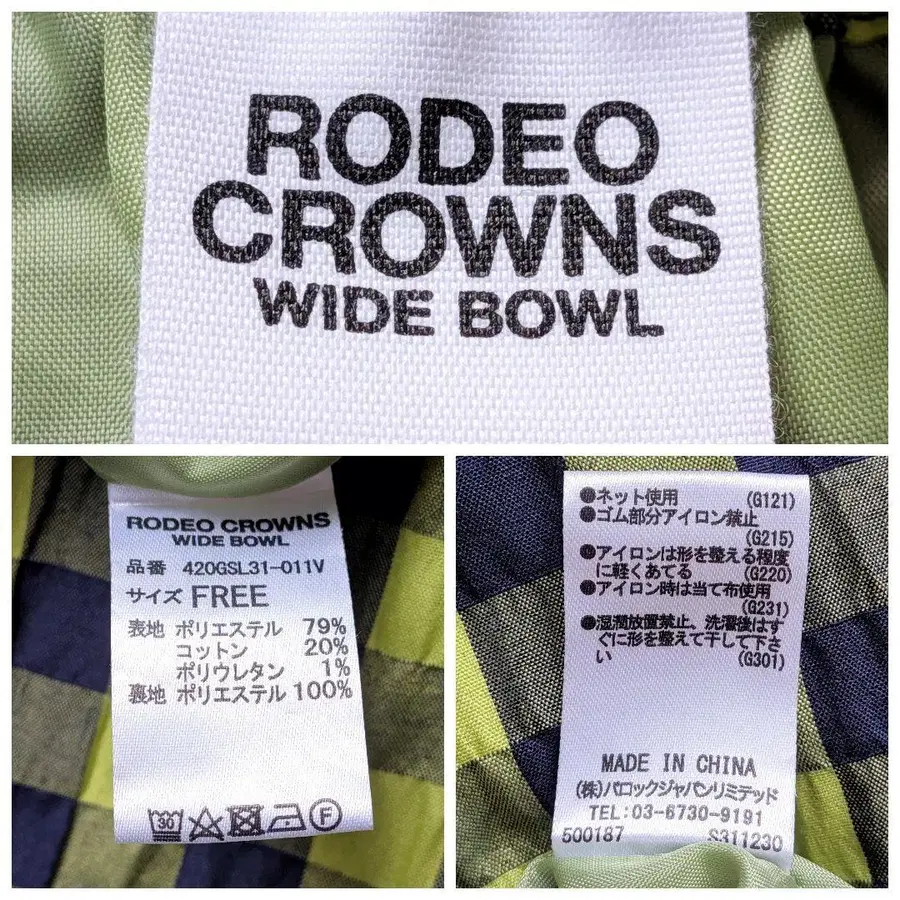 RODEO
CROWNS
WIDE BOWL
RODEO CROWNS
WIDE BOWL
品番 420GSL31-011V
サイズ FREE
表地 ポリエステル 79%
コットン 20%
ポリウレタン 1%
裏地 ポリエステル 100%
30
F
●ネット使用 (G121)
●ゴム部分アイロン禁止
(G215)
●アイロンは形を整える程度
に軽くあてる (G220)
●アイロン時は当て布使用
(G231)
●湿潤放置禁止、洗濯後はす
ぐに形を整えて干して下さ
い (G301)
MADE IN CHINA
(株)バロックジャパンリミテッド
TEL:03-6730-9191
500187 S311230